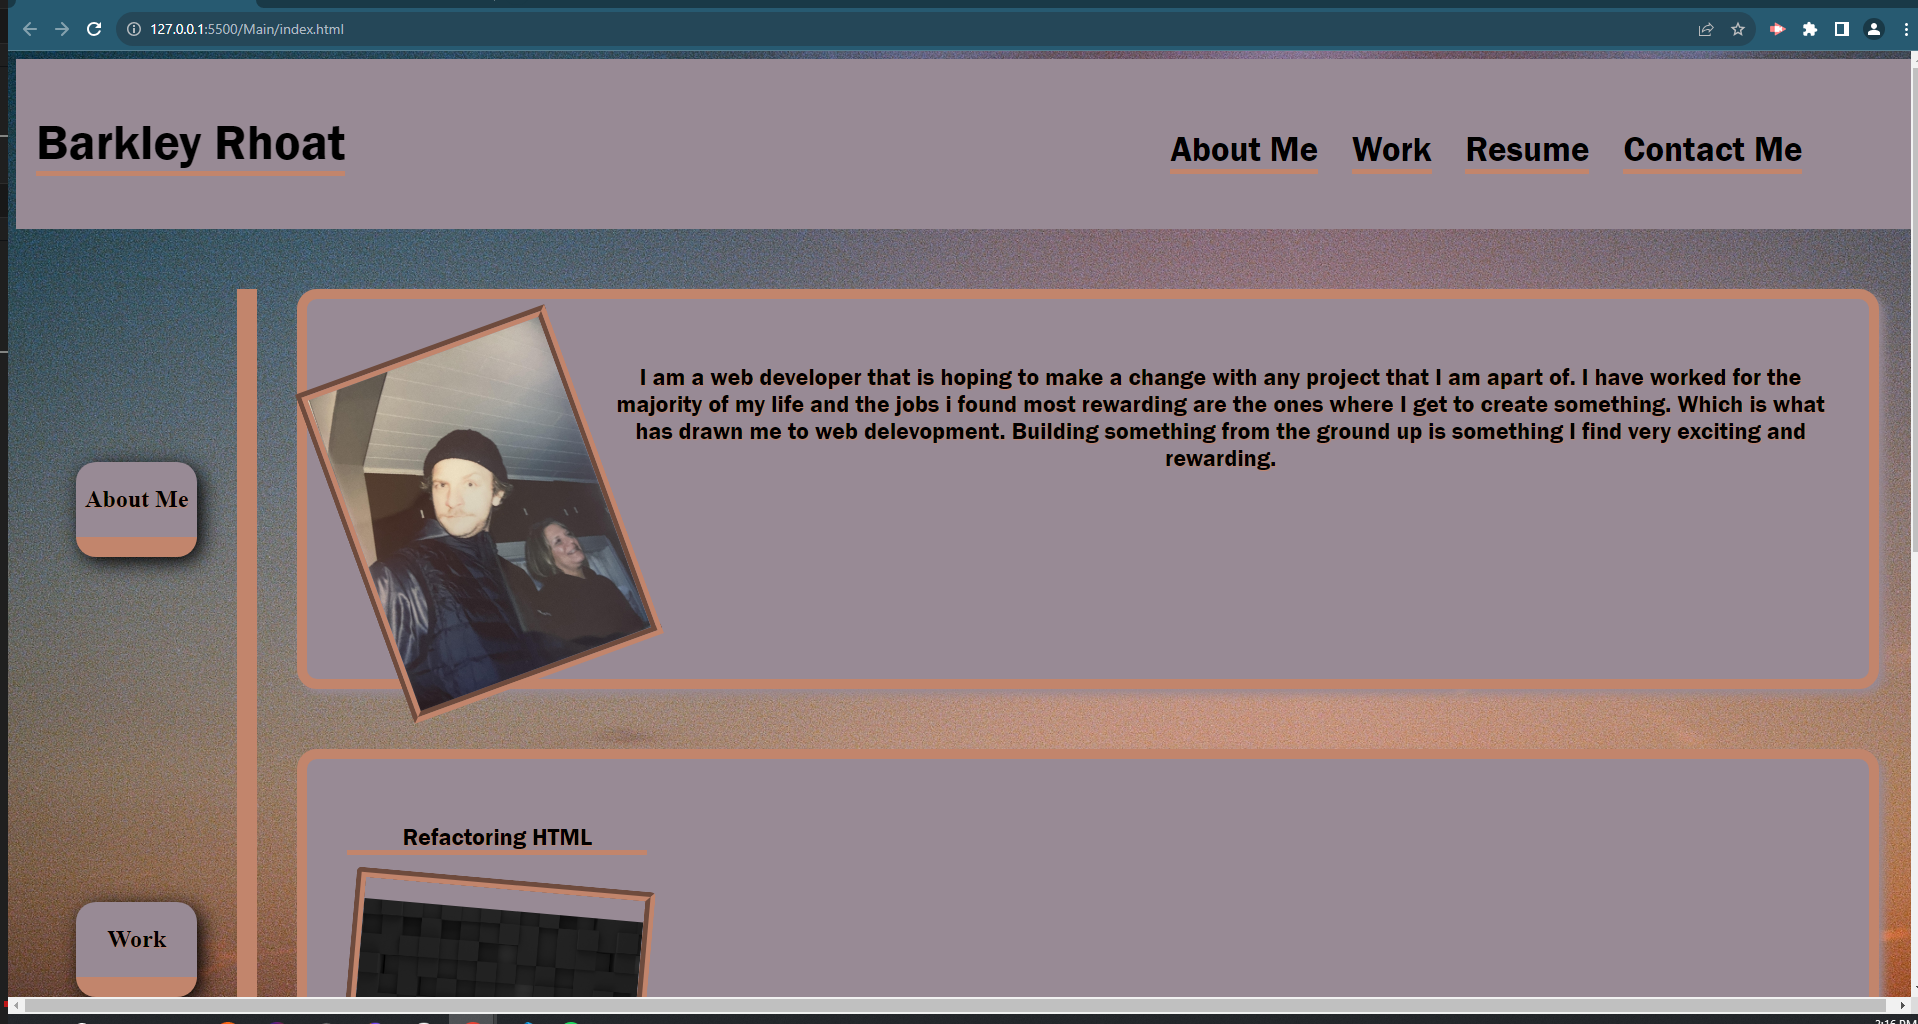 127.0.0.1:5500/Main/index.html
Barkley Rhoat
About Me Work Resume Contact Me
I am a web developer that is hoping to make a change with any project that I am apart of. I have worked for the
majority of my life and the jobs i found most rewarding are the ones where I get to create something. Which is what
has drawn me to web delevopment. Building something from the ground up is something I find very exciting and
rewarding.
About Me
Refactoring HTML
Work